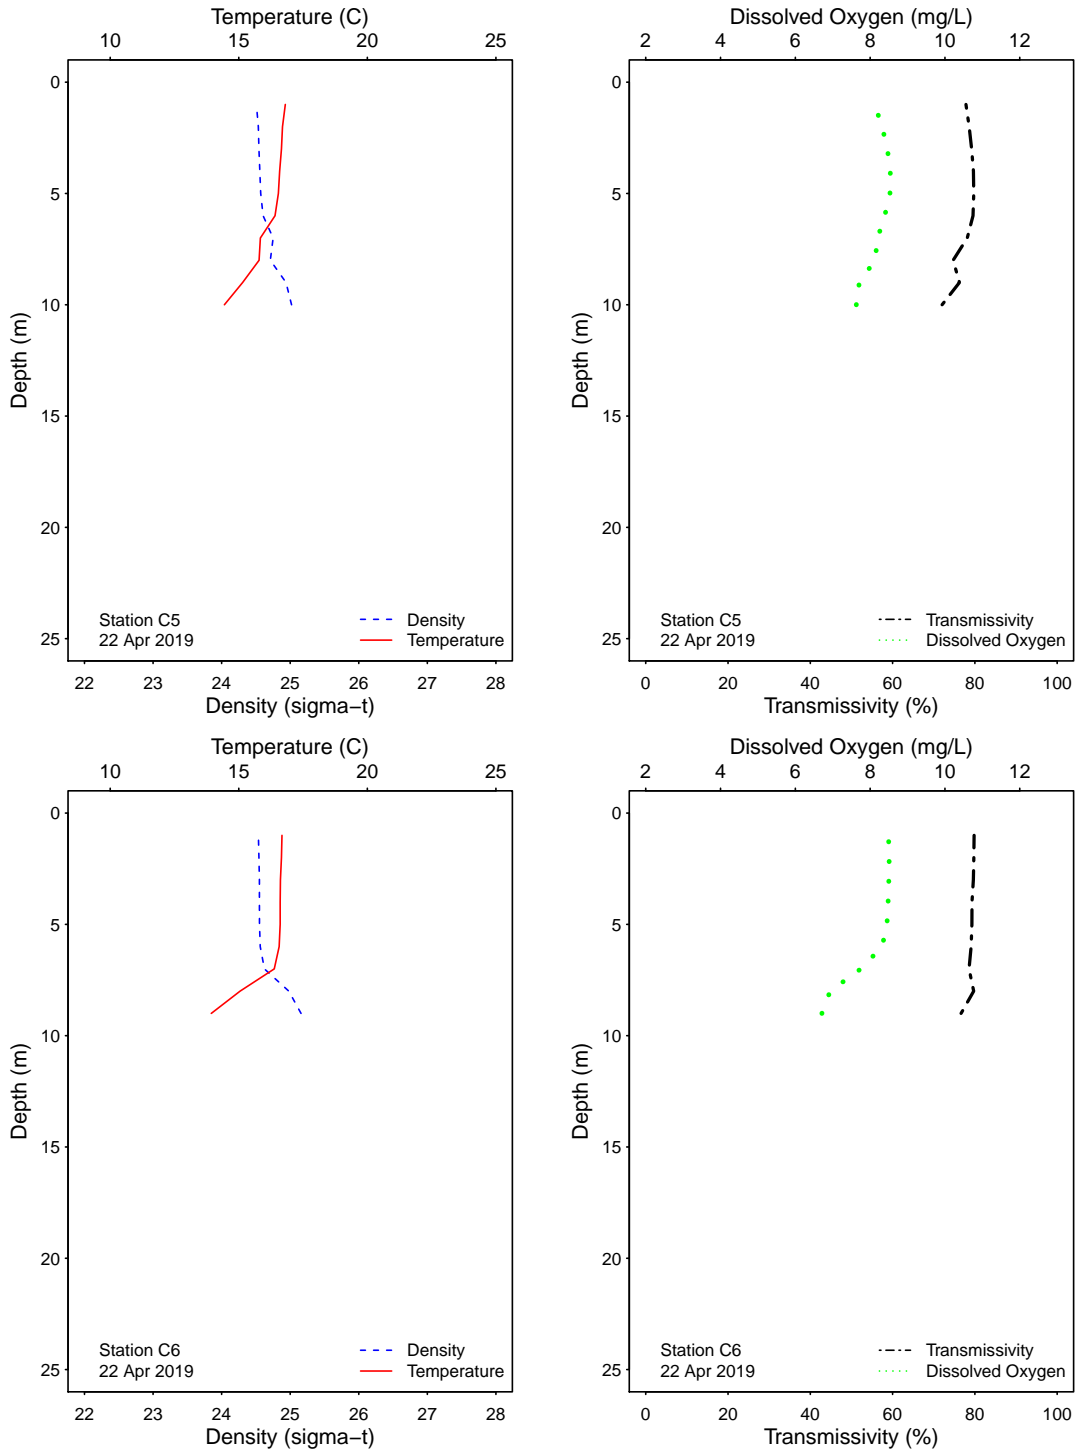 Temperature (C)
10 15 20 25
0
5
10
15
20
25
Depth (m)
Station C5
22 Apr 2019
Density
Temperature
22 23 24 25 26 27 28
Density (sigma−t)
Dissolved Oxygen (mg/L)
2 4 6 8 10 12
0
5
10
15
20
25
Depth (m)
Station C5
22 Apr 2019
Transmissivity
Dissolved Oxygen
0 20 40 60 80 100
Transmissivity (%)
Temperature (C)
10 15 20 25
0
5
10
15
20
25
Depth (m)
Station C6
22 Apr 2019
Density
Temperature
22 23 24 25 26 27 28
Density (sigma−t)
Dissolved Oxygen (mg/L)
2 4 6 8 10 12
0
5
10
15
20
25
Depth (m)
Station C6
22 Apr 2019
Transmissivity
Dissolved Oxygen
0 20 40 60 80 100
Transmissivity (%)